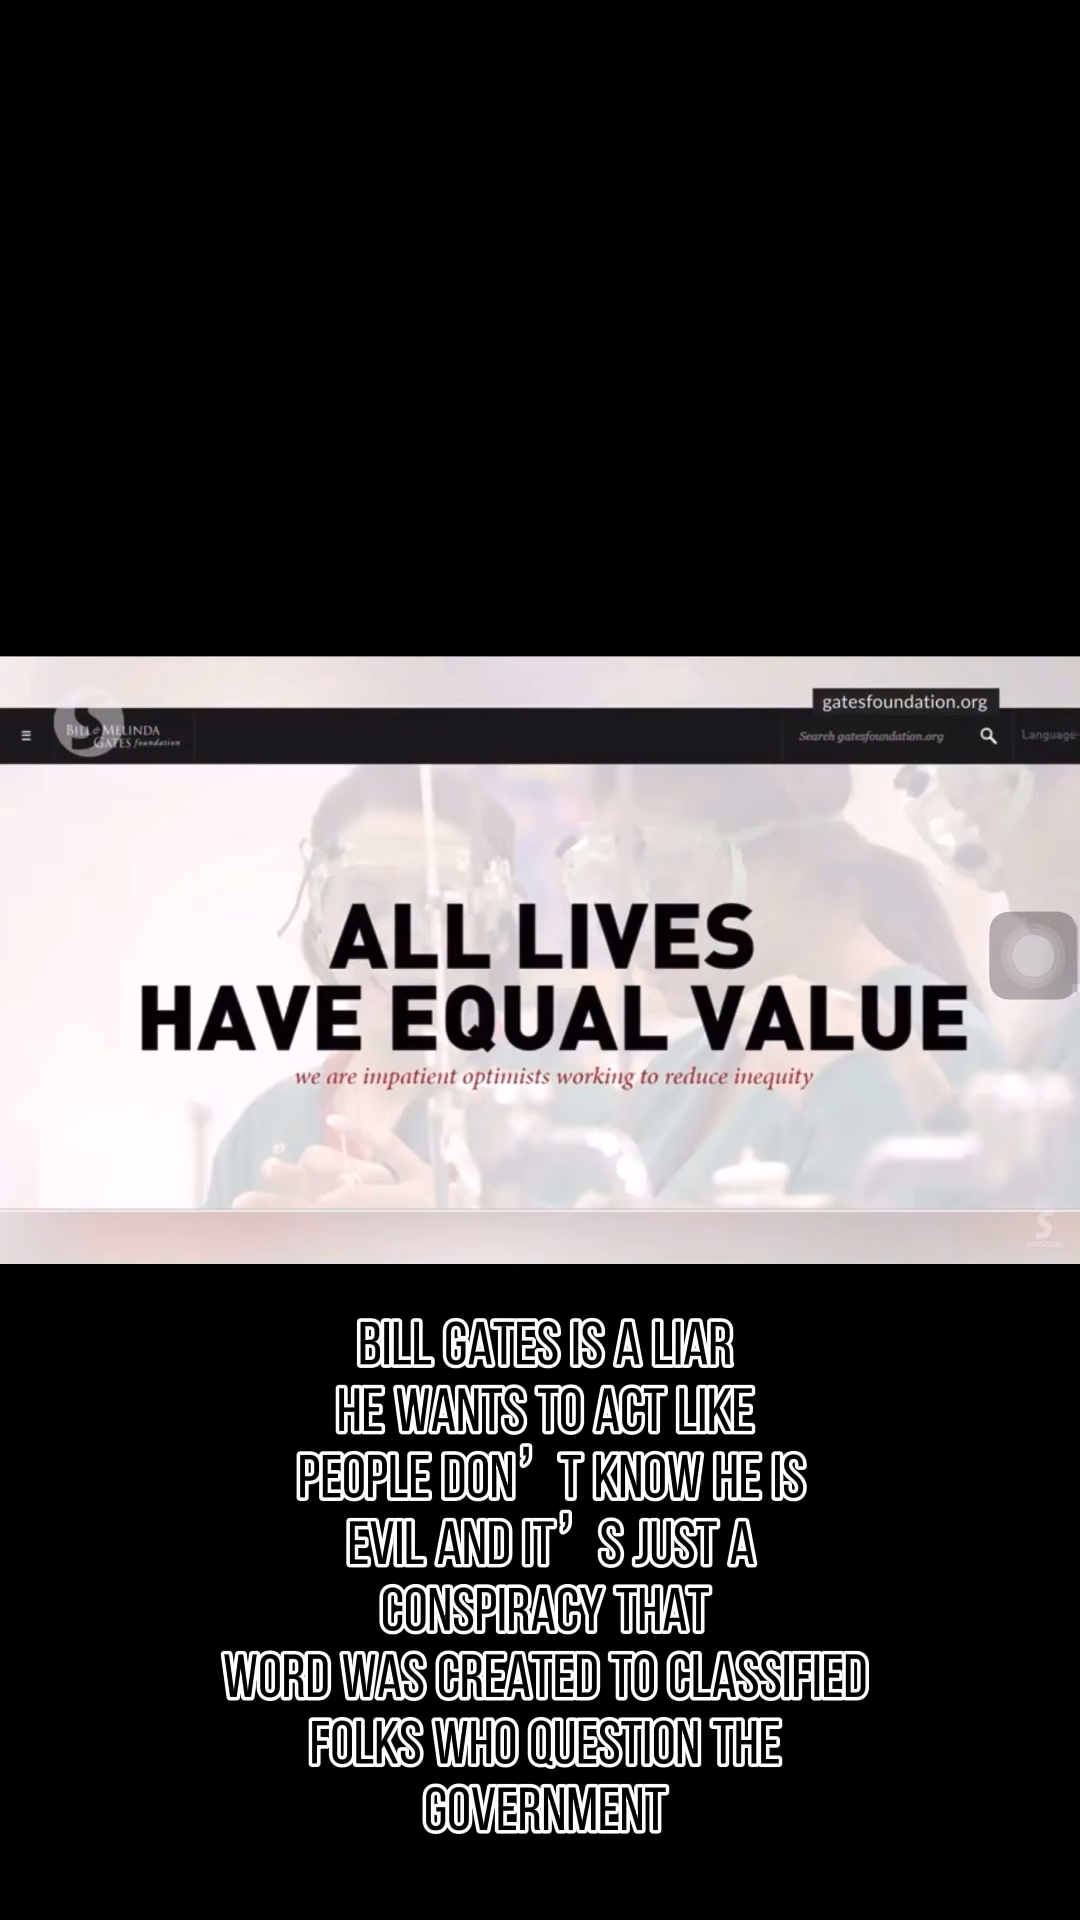 gatesfoundation.org
☰
BILL & MELINDA
GATES foundation
Search gatesfoundation.org
Language
ALL LIVES
HAVE EQUAL VALUE
we are impatient optimists working to reduce inequity
S
BILL GATES IS A LIAR
HE WANTS TO ACT LIKE
PEOPLE DON’T KNOW HE IS
EVIL AND IT’S JUST A
CONSPIRACY THAT
WORD WAS CREATED TO CLASSIFIED
FOLKS WHO QUESTION THE
GOVERNMENT